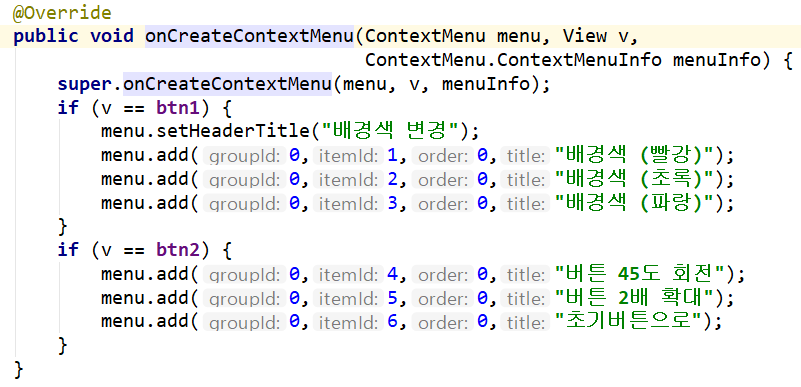 @Override
public void onCreateContextMenu(ContextMenu menu, View v,
ContextMenu.ContextMenuInfo menuInfo) {
super.onCreateContextMenu(menu, v, menuInfo);
if (v == btn1) {
menu.setHeaderTitle("배경색 변경");
menu.add( groupId: 0, itemId: 1, order: 0, title: "배경색 (빨강)");
menu.add( groupId: 0, itemId: 2, order: 0, title: "배경색 (초록)");
menu.add( groupId: 0, itemId: 3, order: 0, title: "배경색 (파랑)");
}
if (v == btn2) {
menu.add( groupId: 0, itemId: 4, order: 0, title: "버튼 45도 회전");
menu.add( groupId: 0, itemId: 5, order: 0, title: "버튼 2배 확대");
menu.add( groupId: 0, itemId: 6, order: 0, title: "초기버튼으로");
}
}